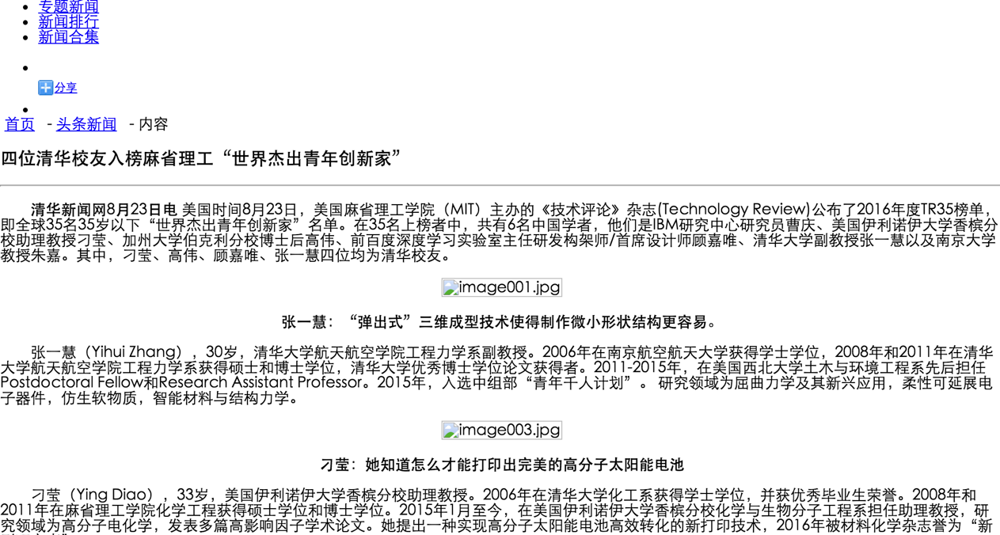 专题新闻
新闻排行
新闻合集
分享
首页 - 头条新闻 - 内容
四位清华校友入榜麻省理工“世界杰出青年创新家”
清华新闻网8月23日电 美国时间8月23日，美国麻省理工学院（MIT）主办的《技术评论》杂志(Technology Review)公布了2016年度TR35榜单，
即全球35名35岁以下“世界杰出青年创新家”名单。在35名上榜者中，共有6名中国学者，他们是IBM研究中心研究员曹庆、美国伊利诺伊大学香槟分
校助理教授刁莹、加州大学伯克利分校博士后高伟、前百度深度学习实验室主任研发构架师/首席设计师顾嘉唯、清华大学副教授张一慧以及南京大学
教授朱嘉。其中，刁莹、高伟、顾嘉唯、张一慧四位均为清华校友。
image001.jpg
张一慧：“弹出式”三维成型技术使得制作微小形状结构更容易。
张一慧（Yihui Zhang），30岁，清华大学航天航空学院工程力学系副教授。2006年在南京航空航天大学获得学士学位，2008年和2011年在清华
大学航天航空学院工程力学系获得硕士和博士学位，清华大学优秀博士学位论文获得者。2011-2015年，在美国西北大学土木与环境工程系先后担任
Postdoctoral Fellow和Research Assistant Professor。2015年，入选中组部“青年千人计划”。 研究领域为屈曲力学及其新兴应用，柔性可延展电
子器件，仿生软物质，智能材料与结构力学。
image003.jpg
刁莹：她知道怎么才能打印出完美的高分子太阳能电池
刁莹（Ying Diao），33岁，美国伊利诺伊大学香槟分校助理教授。2006年在清华大学化工系获得学士学位，并获优秀毕业生荣誉。2008年和
2011年在麻省理工学院化学工程获得硕士学位和博士学位。2015年1月至今，在美国伊利诺伊大学香槟分校化学与生物分子工程系担任助理教授，研
究领域为高分子电化学，发表多篇高影响因子学术论文。她提出一种实现高分子太阳能电池高效转化的新打印技术，2016年被材料化学杂志誉为“新